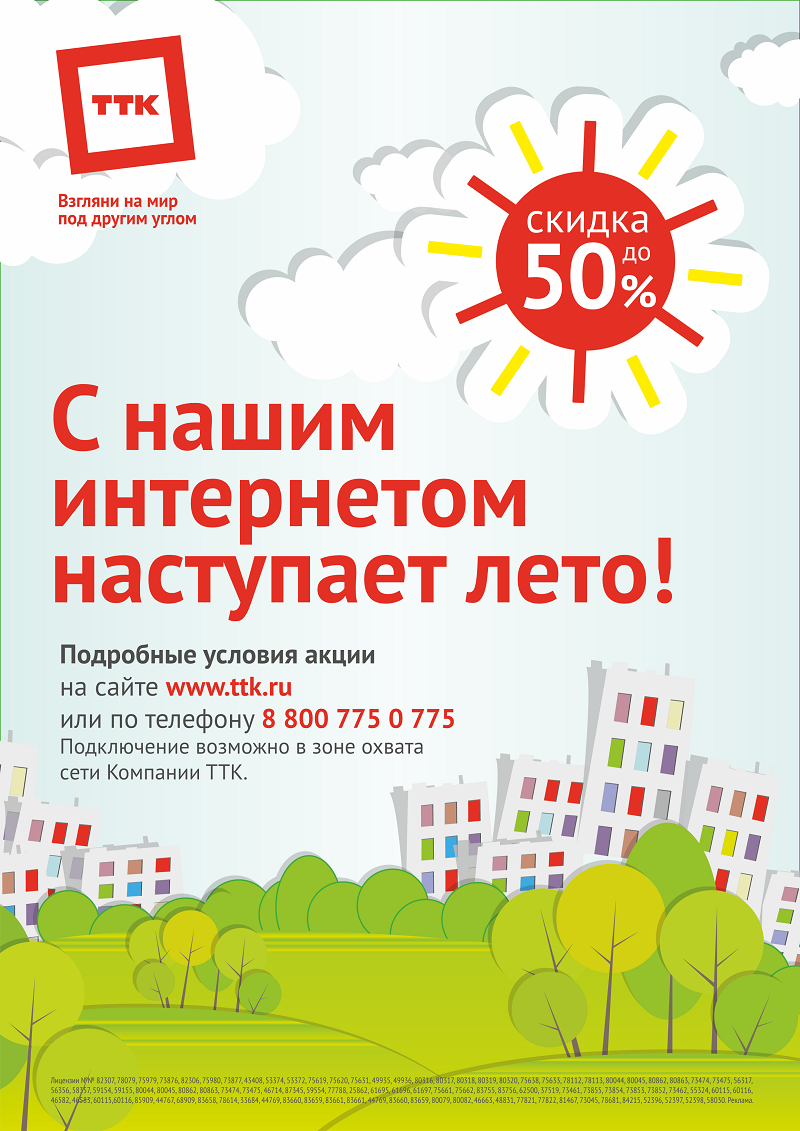 ТТК
Взгляни на мир
под другим углом
скидка
до
50%
С нашим
интернетом
наступает лето!
Подробные условия акции
на сайте www.ttk.ru
или по телефону 8 800 775 0 775
Подключение возможно в зоне охвата
сети Компании ТТК.